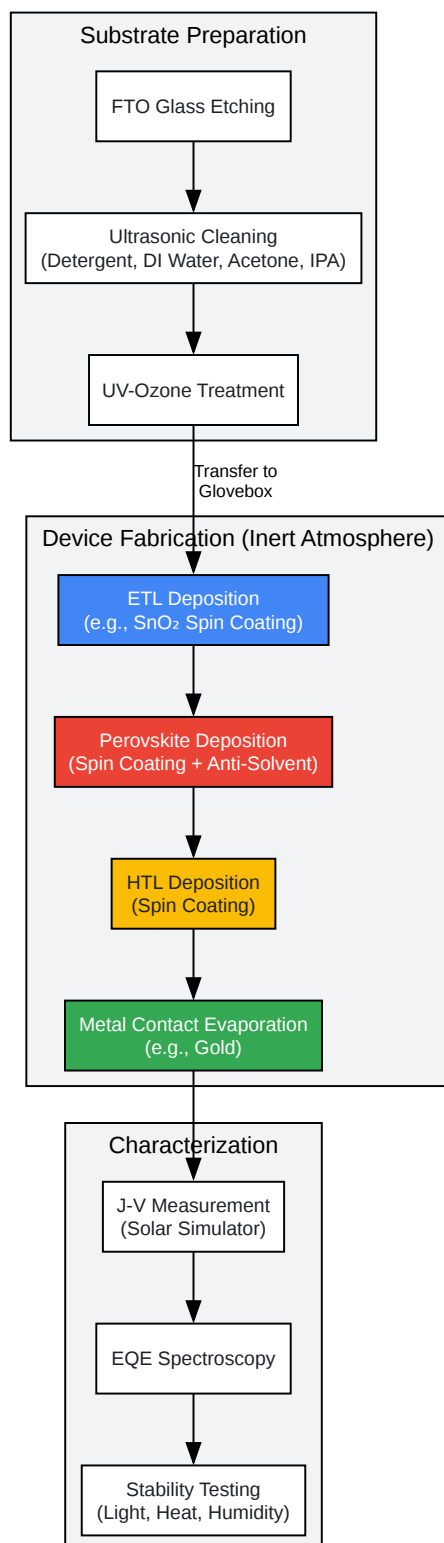 Substrate Preparation
FTO Glass Etching
Ultrasonic Cleaning
(Detergent, DI Water, Acetone, IPA)
UV-Ozone Treatment
Transfer to
Glovebox
Device Fabrication (Inert Atmosphere)
ETL Deposition
(e.g., SnO₂ Spin Coating)
Perovskite Deposition
(Spin Coating + Anti-Solvent)
HTL Deposition
(Spin Coating)
Metal Contact Evaporation
(e.g., Gold)
Characterization
J-V Measurement
(Solar Simulator)
EQE Spectroscopy
Stability Testing
(Light, Heat, Humidity)